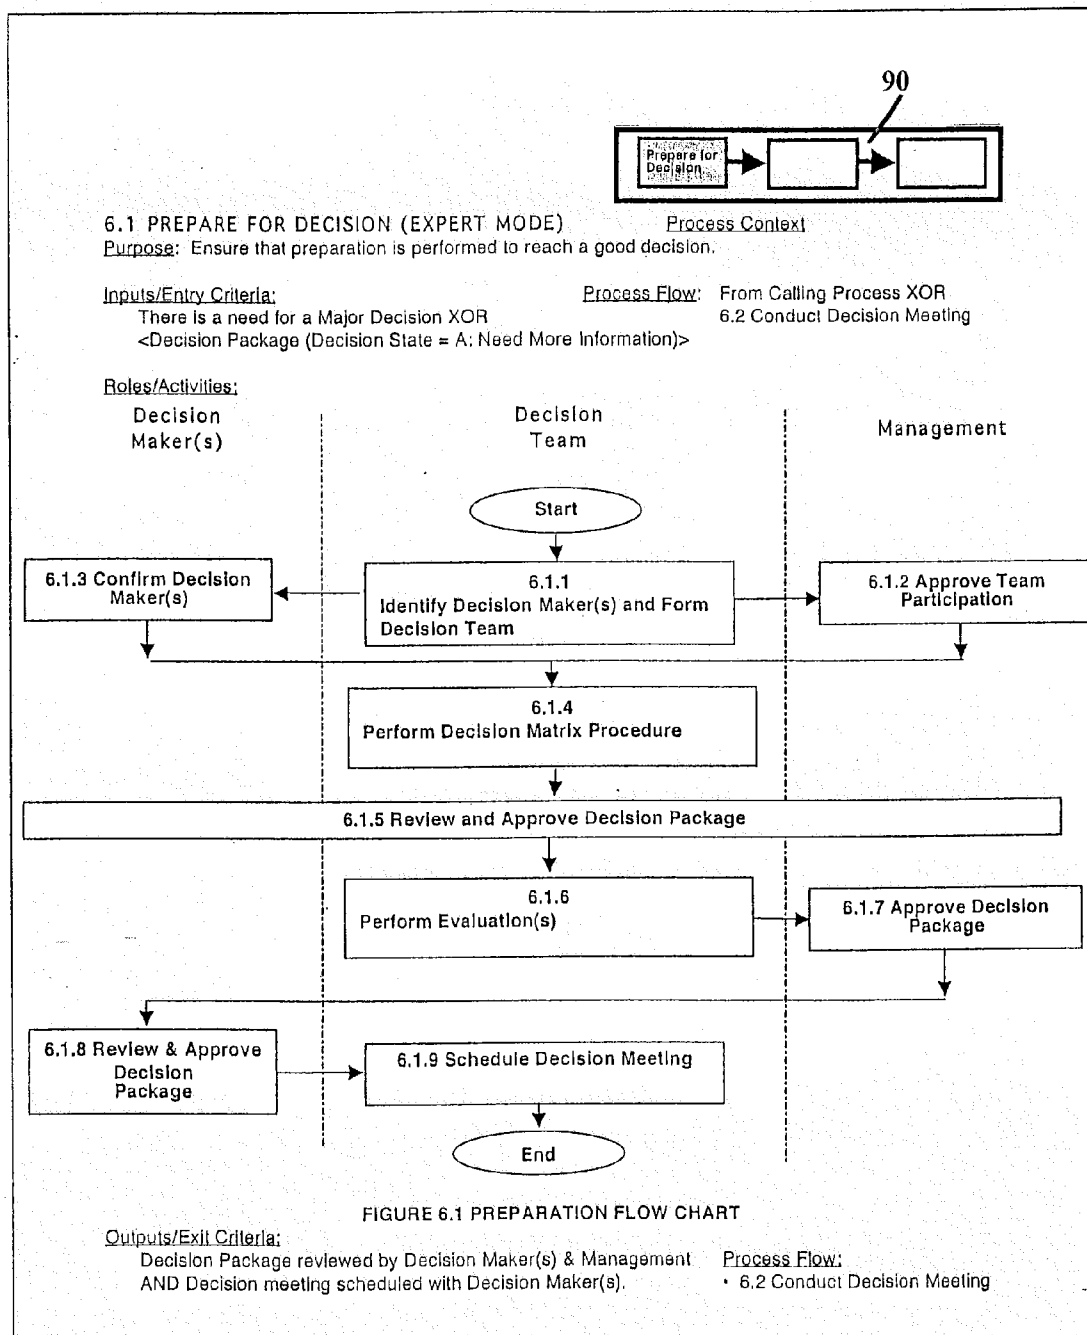 90
Prepare for
Decision
6.1 PREPARE FOR DECISION (EXPERT MODE)
Process Context
Purpose: Ensure that preparation is performed to reach a good decision.
Inputs/Entry Criteria:
There is a need for a Major Decision XOR
<Decision Package (Decision State = A: Need More Information)>
Process Flow: From Calling Process XOR
6.2 Conduct Decision Meeting
Roles/Activities:
Decision
Maker(s)
Decision
Team
Management
Start
6.1.3 Confirm Decision
Maker(s)
6.1.1
Identify Decision Maker(s) and Form
Decision Team
6.1.2 Approve Team
Participation
6.1.4
Perform Decision Matrix Procedure
6.1.5 Review and Approve Decision Package
6.1.6
Perform Evaluation(s)
6.1.7 Approve Decision
Package
6.1.8 Review & Approve
Decision
Package
6.1.9 Schedule Decision Meeting
End
FIGURE 6.1 PREPARATION FLOW CHART
Outputs/Exit Criteria:
Decision Package reviewed by Decision Maker(s) & Management
AND Decision meeting scheduled with Decision Maker(s).
Process Flow:
• 6.2 Conduct Decision Meeting